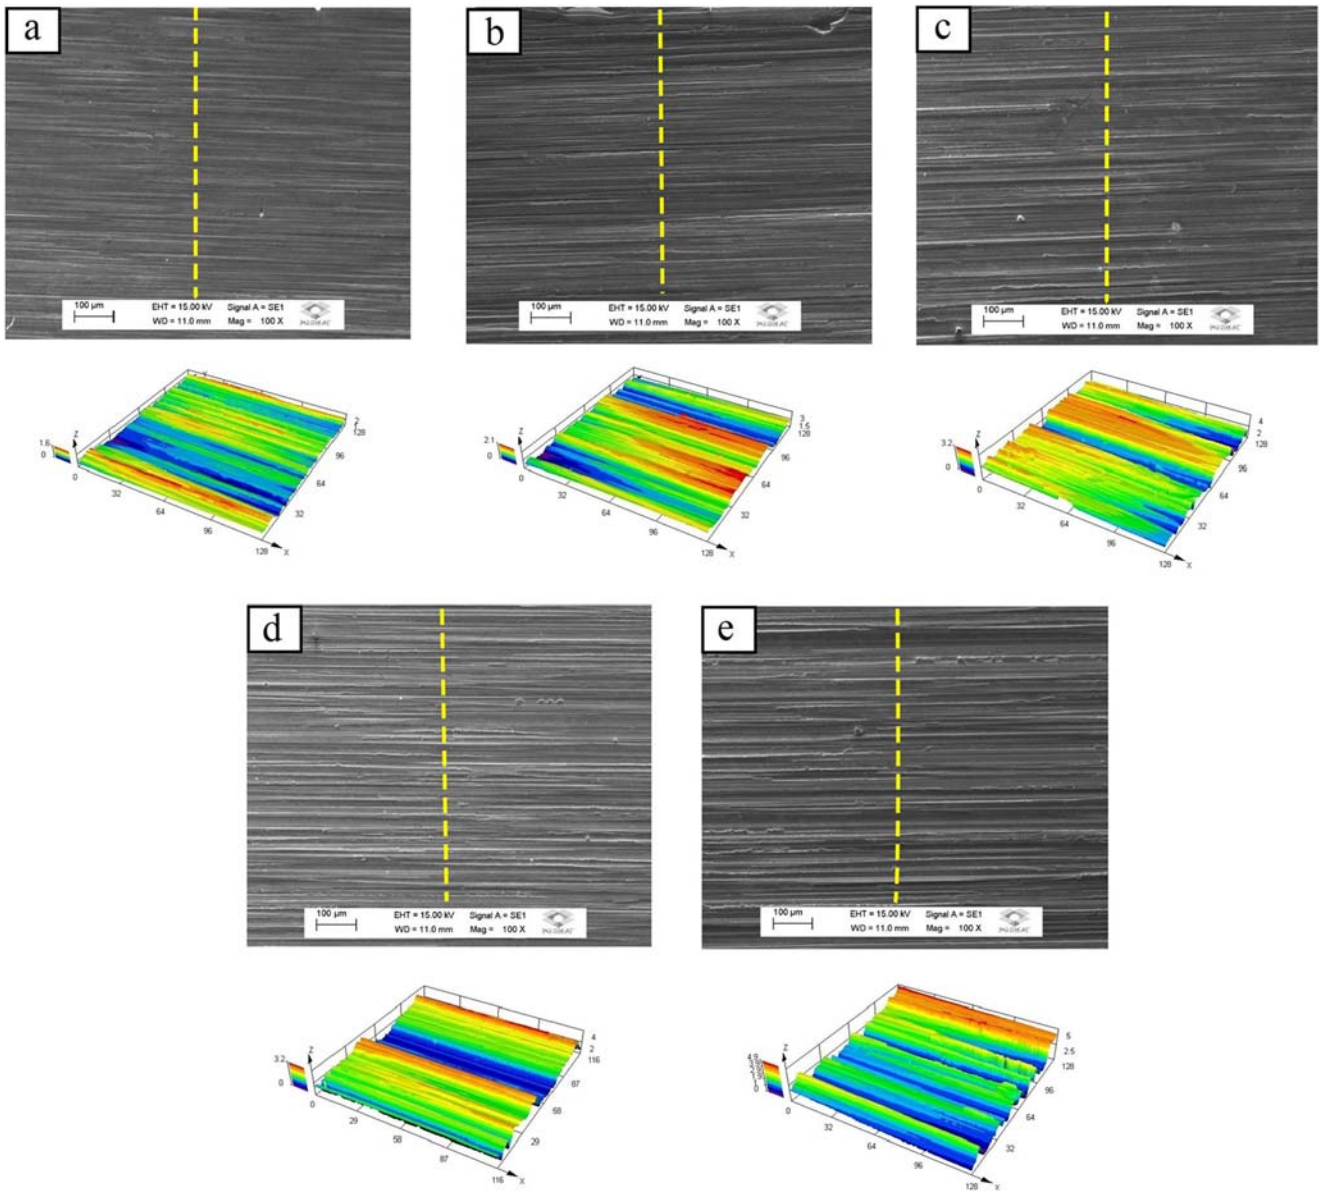 a
b
c
100 µm
EHT = 15.00 kV Signal A = SE1
WD = 11.0 mm Mag = 100 X
100 µm
EHT = 15.00 kV Signal A = SE1
WD = 11.0 mm Mag = 100 X
100 µm
EHT = 15.00 kV Signal A = SE1
WD = 11.0 mm Mag = 100 X
Z
1.6
0
0
32
64
96
128
X
32
64
96
128
2
Z
2.1
0
0
32
64
96
128
X
32
64
96
128
1.5
3
Z
3.2
0
0
32
64
96
128
X
32
64
96
128
2
4
d
e
100 µm
EHT = 15.00 kV Signal A = SE1
WD = 11.0 mm Mag = 100 X
100 µm
EHT = 15.00 kV Signal A = SE1
WD = 11.0 mm Mag = 100 X
Z
3.2
0
0
29
58
87
116
X
29
58
87
116
2
4
Z
4.9
0
0
32
64
96
128
X
32
64
96
128
2.5
5